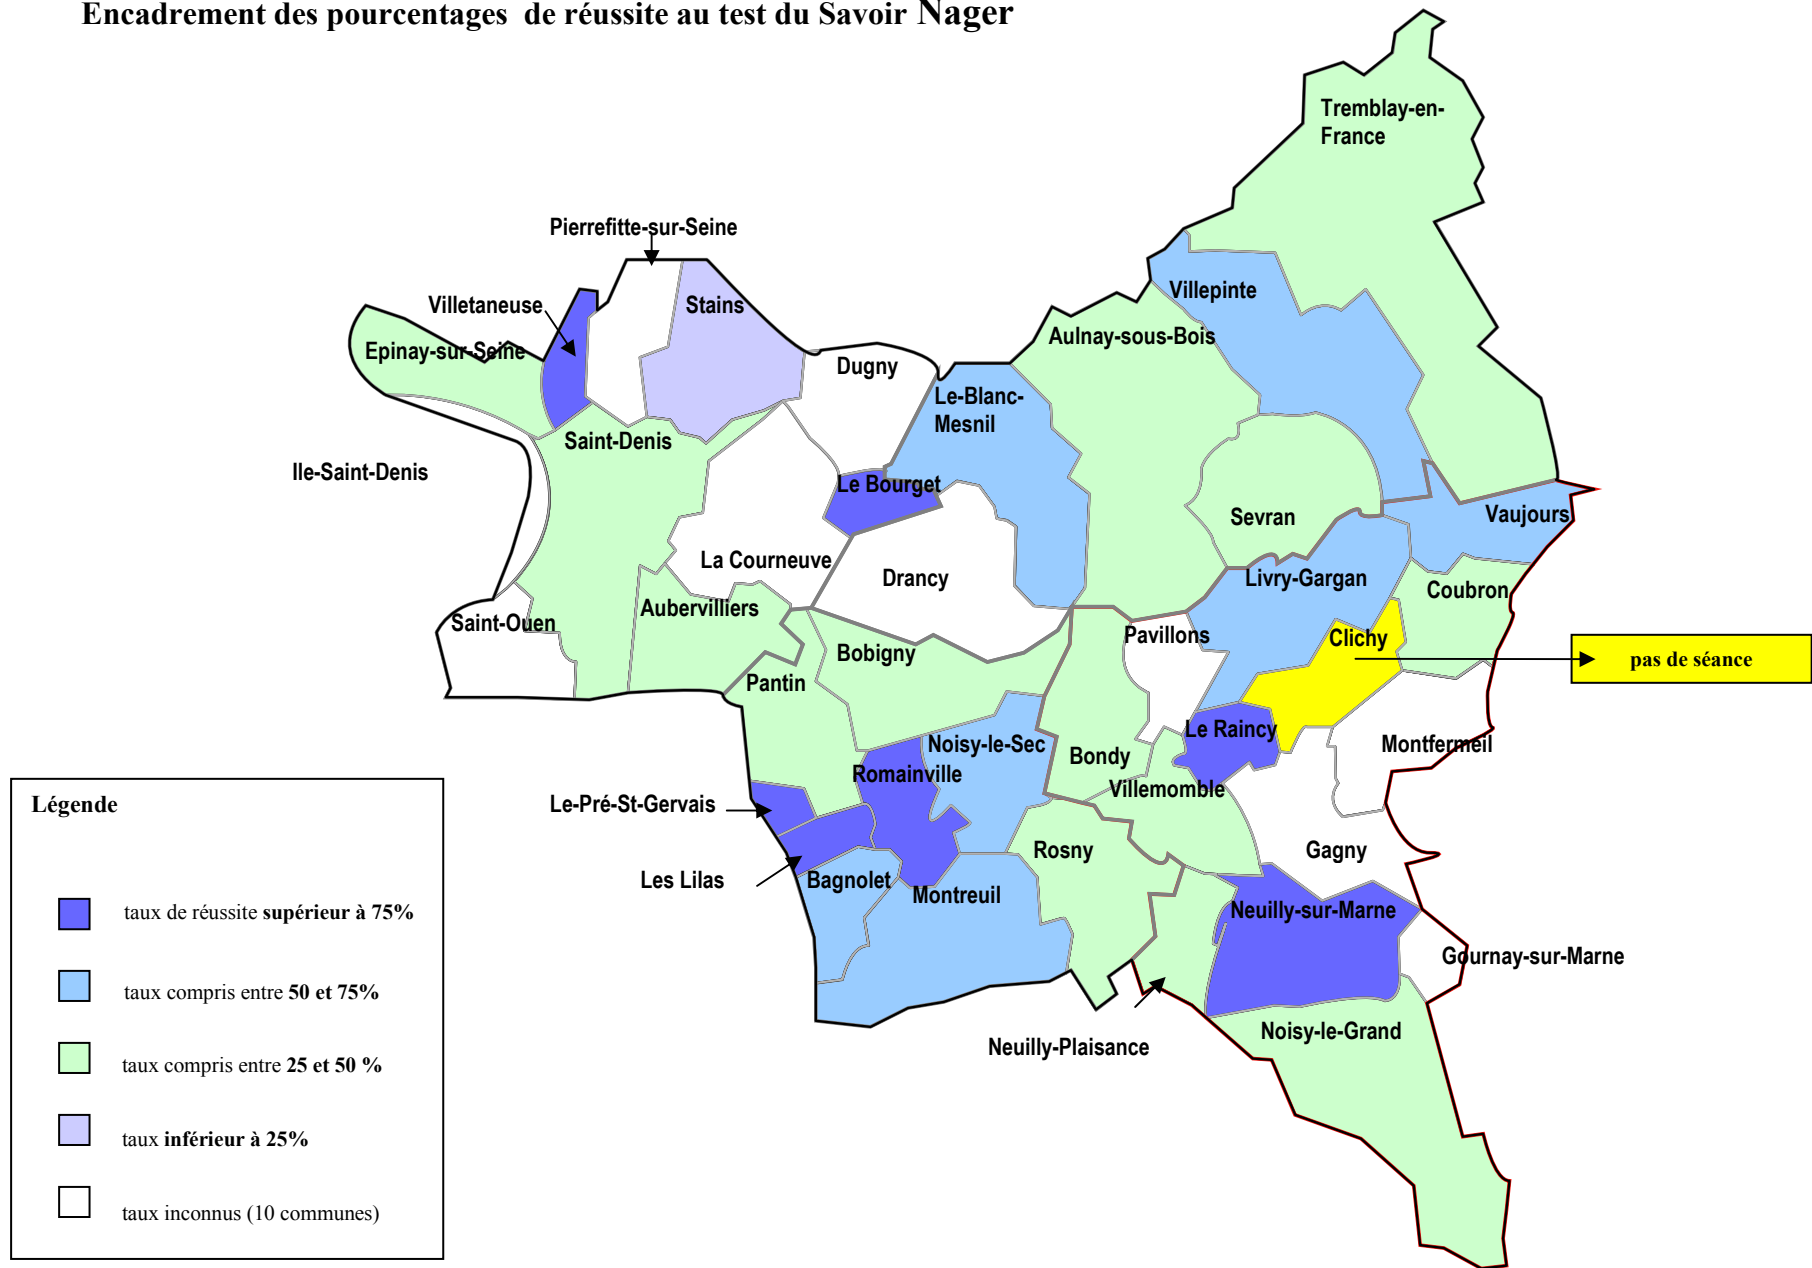 Encadrement des pourcentages de réussite au test du Savoir Nager
Tremblay-en-
France
Pierrefitte-sur-Seine
Villetaneuse
Stains
Villepinte
Epinay-sur-Seine
Aulnay-sous-Bois
Dugny
Le-Blanc-
Mesnil
Saint-Denis
Ile-Saint-Denis
Le Bourget
Sevran
Vaujours
La Courneuve
Drancy
Livry-Gargan
Coubron
Aubervilliers
Saint-Ouen
Pavillons
Clichy
Bobigny
pas de séance
Pantin
Le Raincy
Noisy-le-Sec
Montfermeil
Bondy
Romainville
Villemomble
Le-Pré-St-Gervais
Rosny
Gagny
Les Lilas
Bagnolet
Montreuil
Neuilly-sur-Marne
Gournay-sur-Marne
Noisy-le-Grand
Neuilly-Plaisance
Légende
taux de réussite supérieur à 75%
taux compris entre 50 et 75%
taux compris entre 25 et 50 %
taux inférieur à 25%
taux inconnus (10 communes)